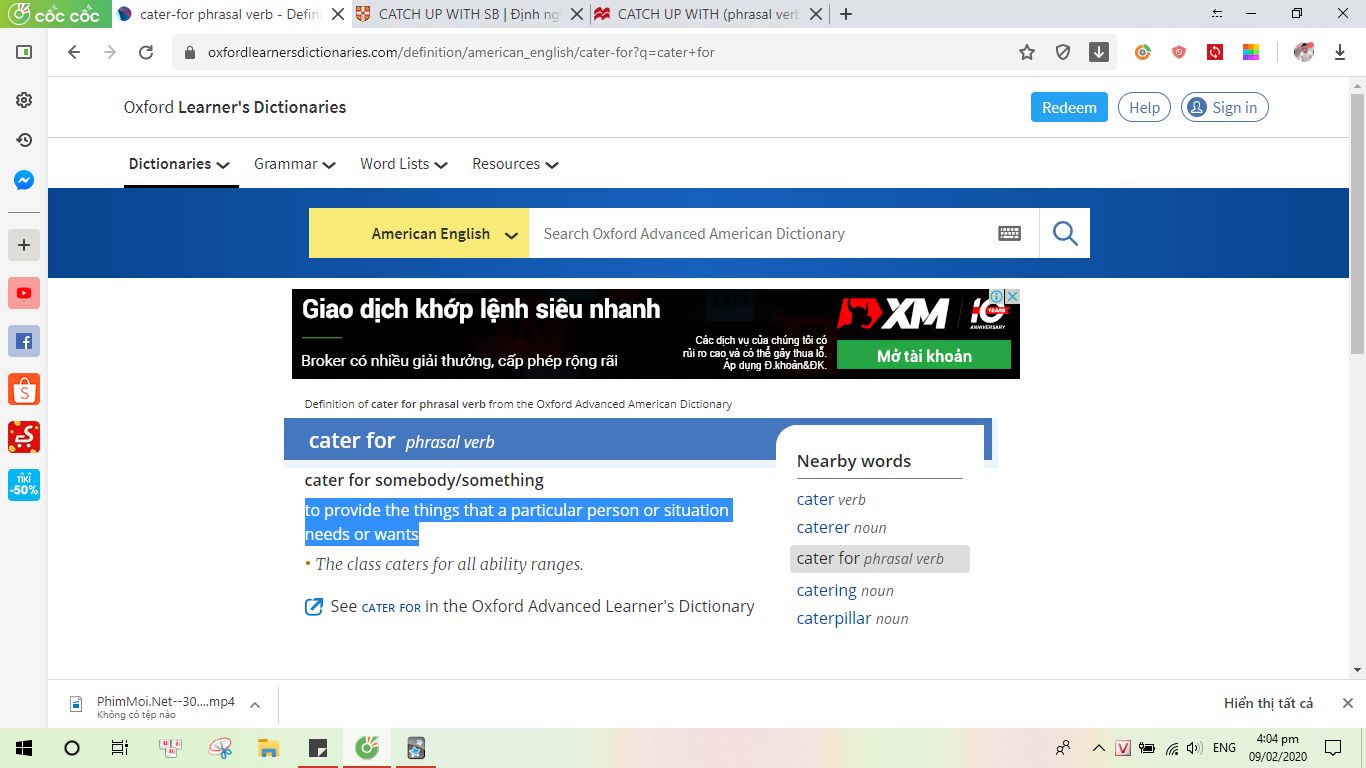 cốc cốc
cater-for phrasal verb - Defini
CATCH UP WITH SB | Định ngh
CATCH UP WITH (phrasal verb
oxfordlearnersdictionaries.com/definition/american_english/cater-for?q=cater+for
Oxford Learner's Dictionaries
Redeem
Help
Sign in
Dictionaries
Grammar
Word Lists
Resources
American English
Search Oxford Advanced American Dictionary
Giao dịch khớp lệnh siêu nhanh
Broker có nhiều giải thưởng, cấp phép rộng rãi
Các dịch vụ của chúng tôi có
rủi ro cao và có thể gây thua lỗ.
Áp dụng Đ.khoản&ĐK.
XM
10
YEARS
ANNIVERSARY
Mở tài khoản
Definition of cater for phrasal verb from the Oxford Advanced American Dictionary
cater for phrasal verb
cater for somebody/something
to provide the things that a particular person or situation
needs or wants
• The class caters for all ability ranges.
See CATER FOR in the Oxford Advanced Learner's Dictionary
Nearby words
cater verb
caterer noun
cater for phrasal verb
catering noun
caterpillar noun
TIKI
-50%
PhimMoi.Net--30....mp4
Không có tệp nào
Hiển thị tất cả
V
ENG
4:04 pm
09/02/2020